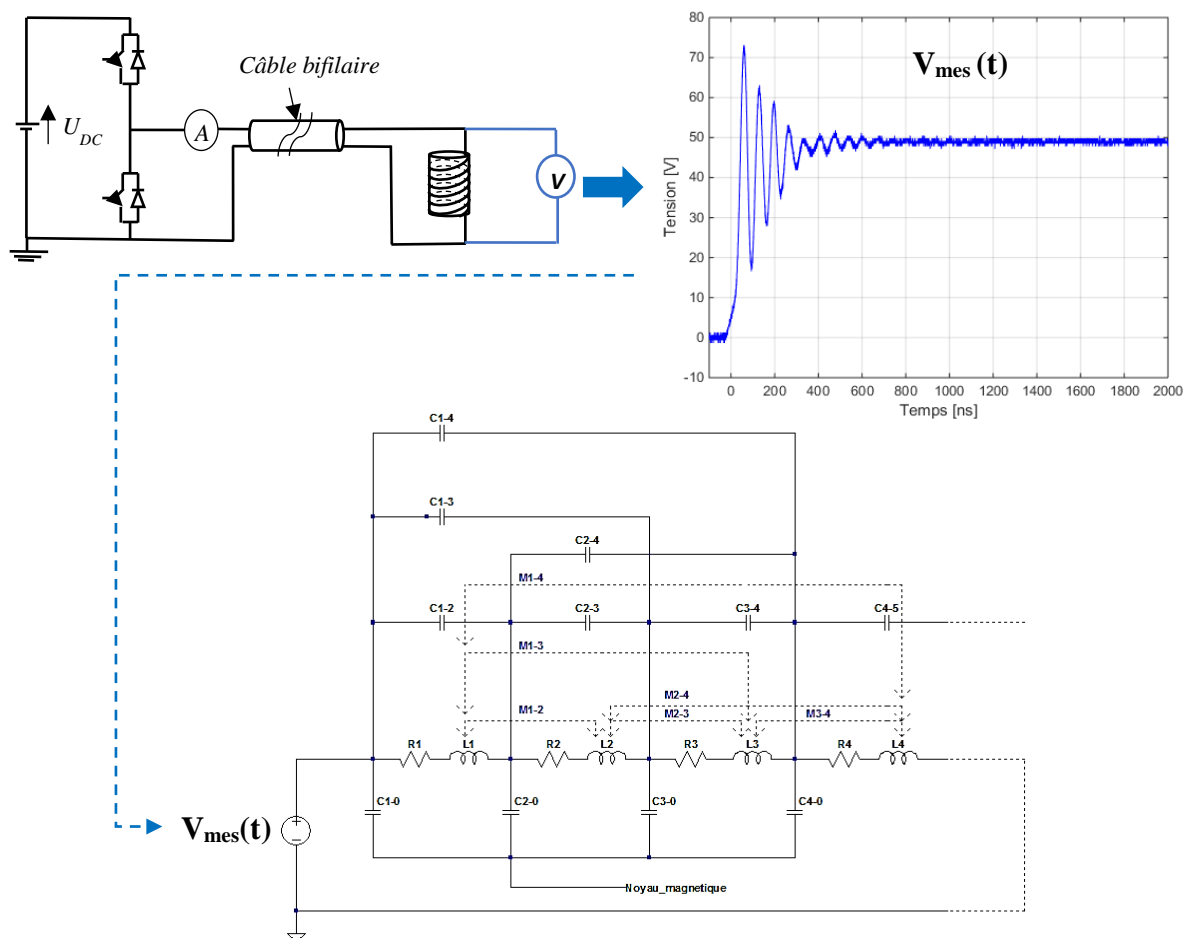 Câble bifilaire
U_DC
A
V
V_mes (t)
80
70
60
50
40
30
20
10
0
-10
Tension [V]
0 200 400 600 800 1000 1200 1400 1600 1800 2000
Temps [ns]
C1-4
C1-3
C2-4
M1-4
C1-2 C2-3 C3-4 C4-5
M1-3
M2-4
M1-2 M2-3 M3-4
R1 L1 R2 L2 R3 L3 R4 L4
C1-0 C2-0 C3-0 C4-0
V_mes(t)
Noyau_magnetique